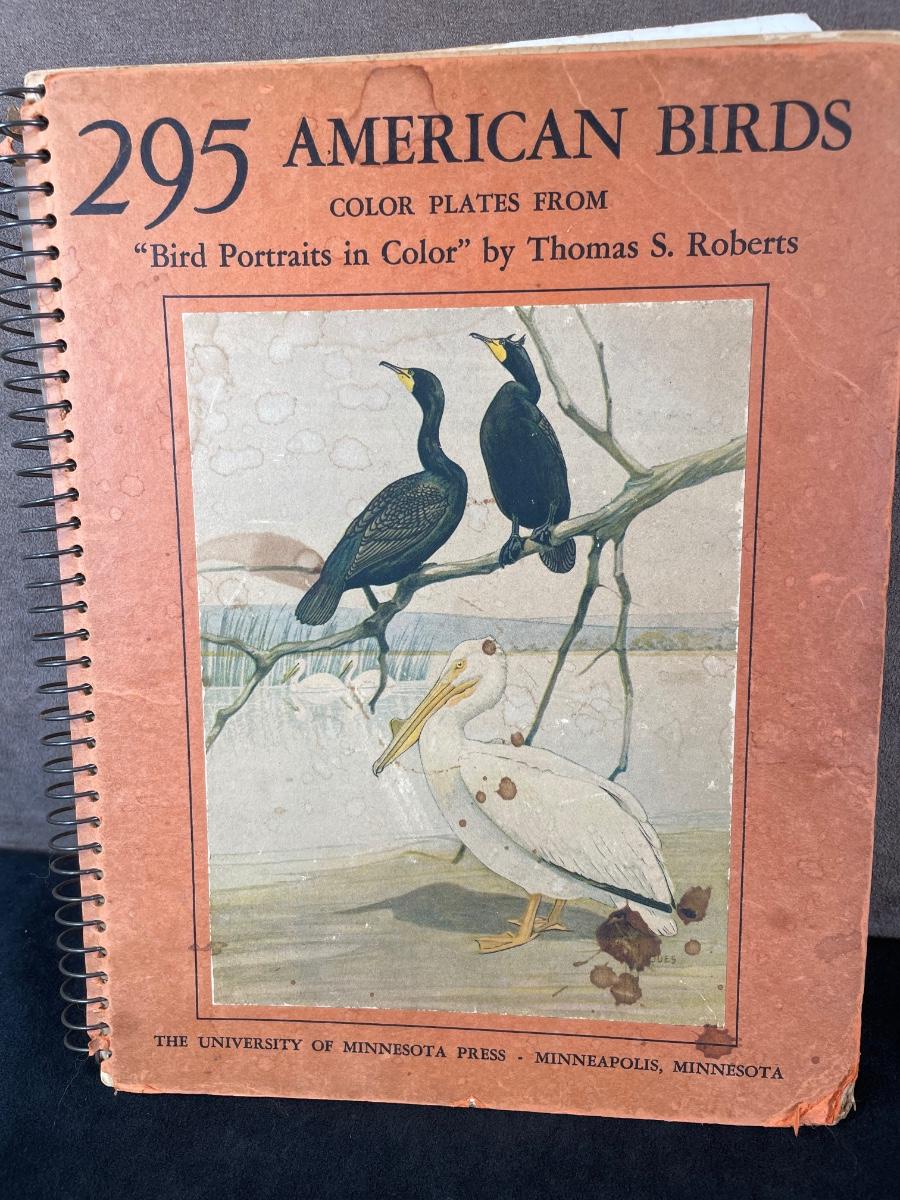 295 AMERICAN BIRDS
COLOR PLATES FROM
“Bird Portraits in Color” by Thomas S. Roberts
THE UNIVERSITY OF MINNESOTA PRESS - MINNEAPOLIS, MINNESOTA